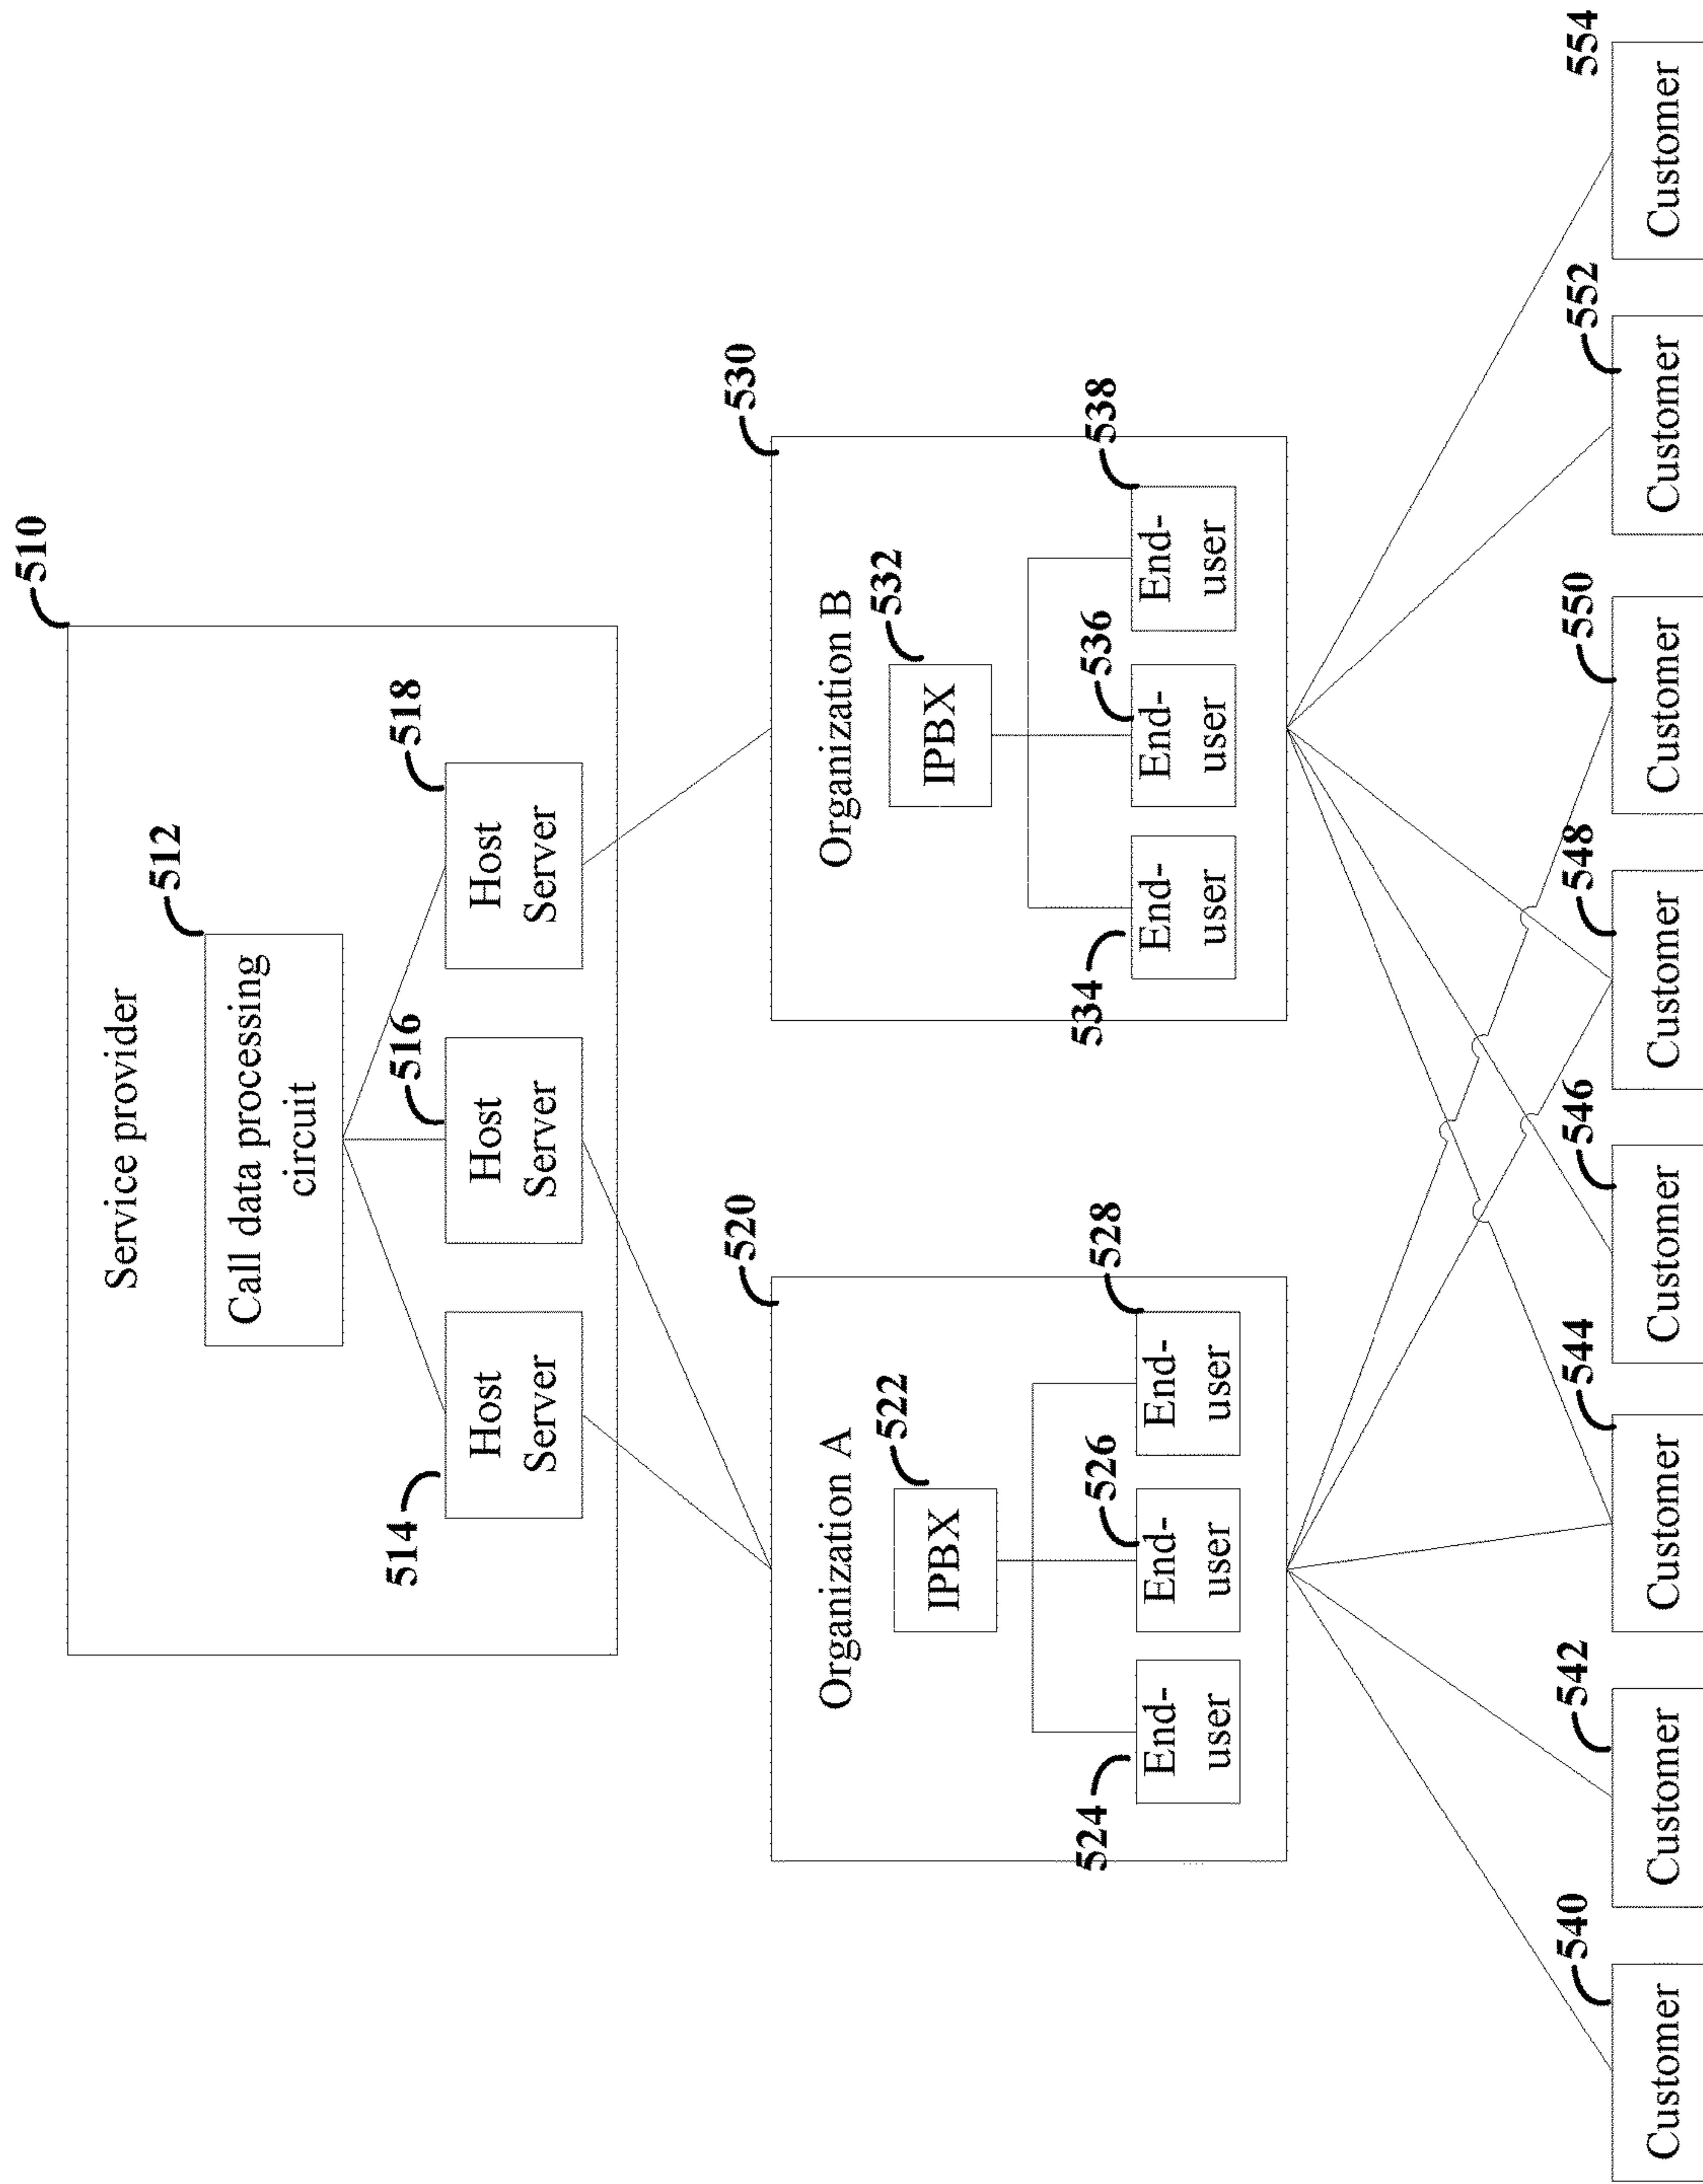 510
Service provider
512
Call data processing
circuit
514
516
518
Host
Server
Host
Server
Host
Server
520
530
Organization A
Organization B
522
IPBX
532
IPBX
524
526
528
End-
user
End-
user
End-
user
534
536
538
End-
user
End-
user
End-
user
540
542
544
546
548
550
552
554
Customer
Customer
Customer
Customer
Customer
Customer
Customer
Customer